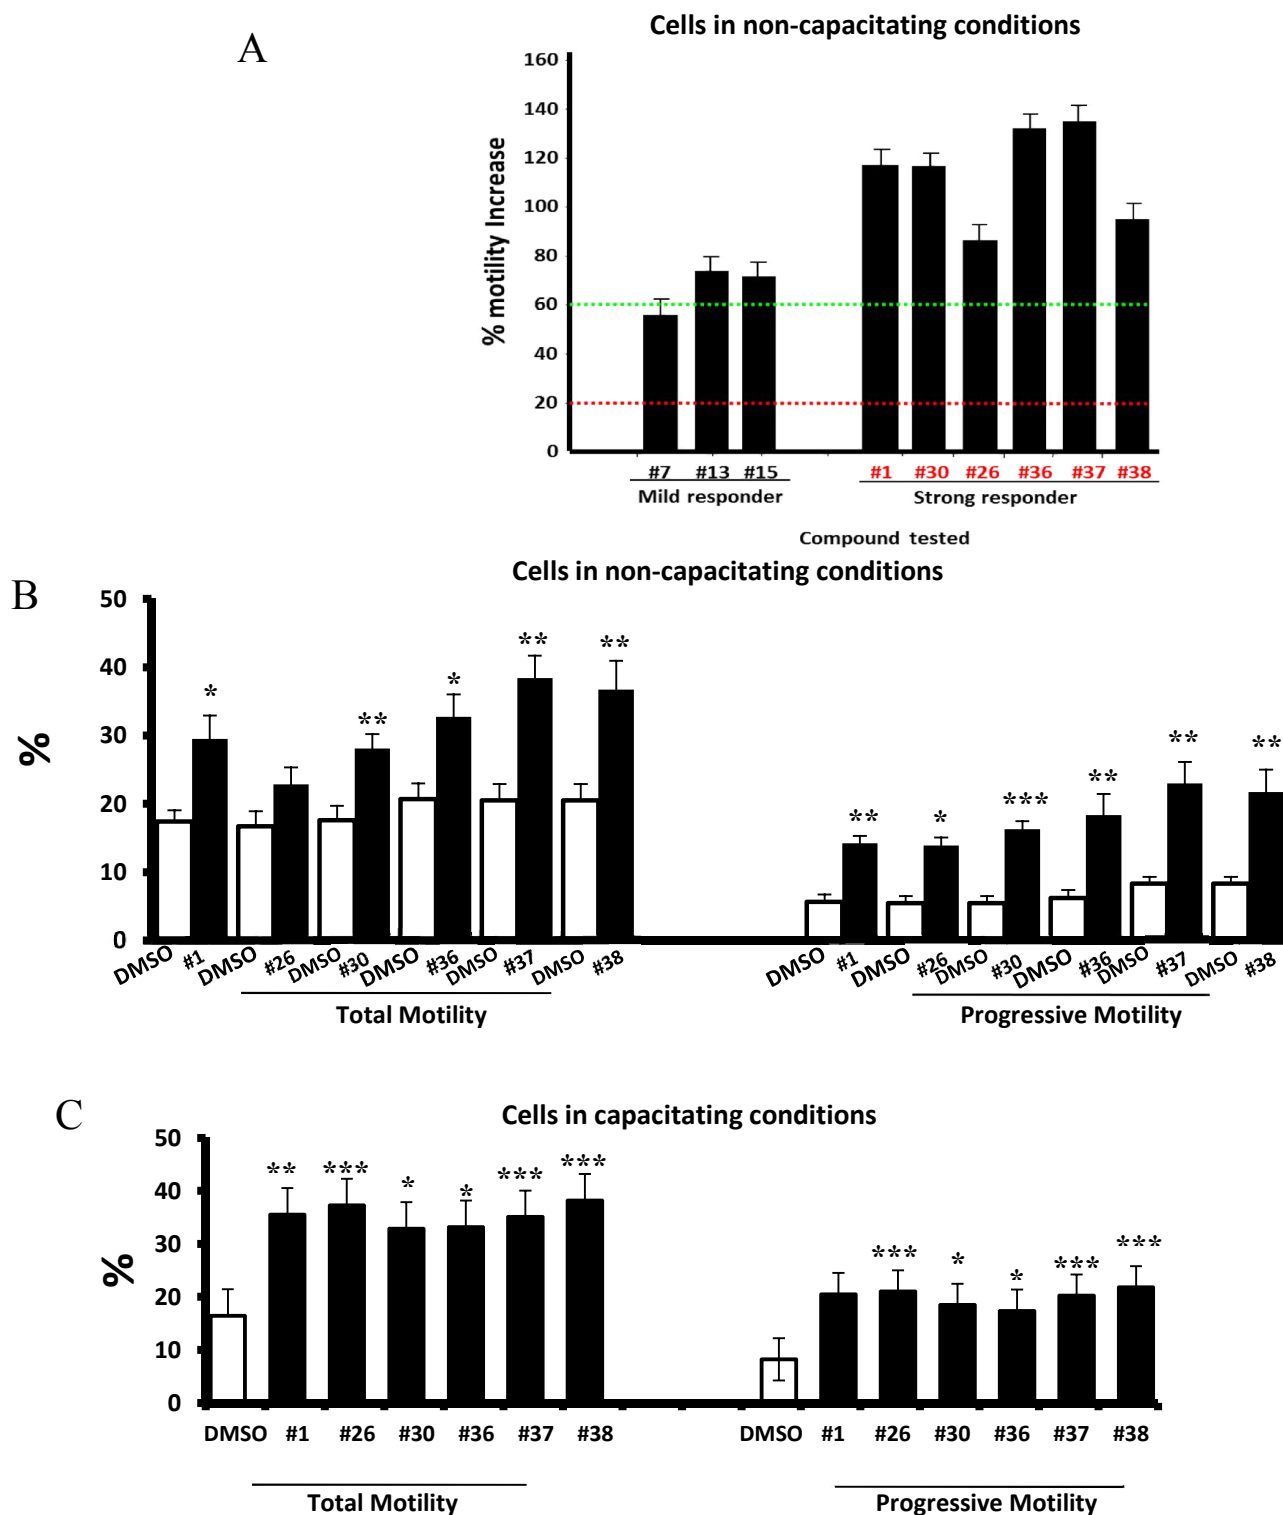 A
Cells in non-capacitating conditions
% motility Increase
160
140
120
100
80
60
40
20
0
#7 #13 #15 #1 #30 #26 #36 #37 #38
Mild responder Strong responder
Compound tested
B
Cells in non-capacitating conditions
%
50
40
30
20
10
0
* ** * ** **
** * *** ** ** **
DMSO #1 DMSO #26 DMSO #30 DMSO #36 DMSO #37 DMSO #38
DMSO #1 DMSO #26 DMSO #30 DMSO #36 DMSO #37 DMSO #38
Total Motility Progressive Motility
C
Cells in capacitating conditions
%
50
40
30
20
10
0
** *** * * *** ***
*** * * *** ***
DMSO #1 #26 #30 #36 #37 #38 DMSO #1 #26 #30 #36 #37 #38
Total Motility Progressive Motility